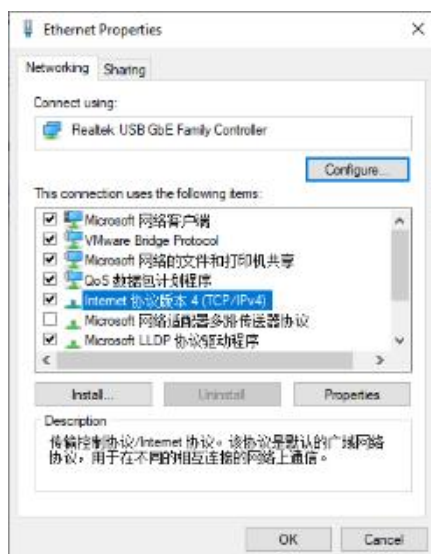 Ethernet Properties
Networking
Sharing
Connect using:
Realtek USB GbE Family Controller
Configure...
This connection uses the following items:
Microsoft 网络客户端
VMware Bridge Protocol
Microsoft 网络的文件和打印机共享
QoS 数据包计划程序
Internet 协议版本 4 (TCP/IPv4)
Microsoft 网络适配器多路传送器协议
Microsoft LLDP 协议驱动程序
Install...
Uninstall
Properties
Description
传输控制协议/Internet 协议。该协议是默认的广域网络
协议，用于在不同的相互连接的网络上通信。
OK
Cancel